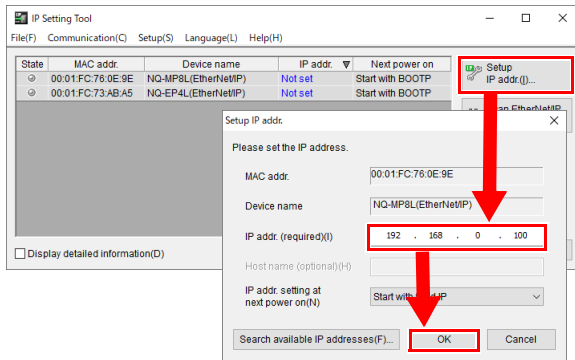 IP Setting Tool
File(F) Communication(C) Setup(S) Language(L) Help(H)
State MAC addr. Device name IP addr. Next power on
00:01:FC:76:0E:9E NQ-MP8L(EtherNet/IP) Not set Start with BOOTP
00:01:FC:73:AB:A5 NQ-EP4L(EtherNet/IP) Not set Start with BOOTP
Setup
IP addr.(I)...
EtherNet/IP
Display detailed information(D)
Setup IP addr.
Please set the IP address.
MAC addr. 00:01:FC:76:0E:9E
Device name NQ-MP8L(EtherNet/IP)
IP addr. (required)(I) 192 . 168 . 0 . 100
Host name (optional)(H)
IP addr. setting at
next power on(N) Start with
Search available IP addresses(F)... OK Cancel